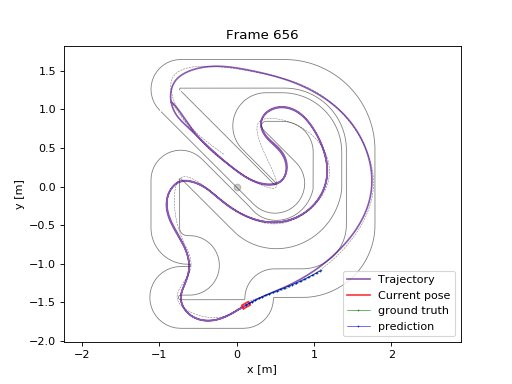 Frame 656
1.5
1.0
0.5
0.0
−0.5
−1.0
−1.5
−2.0
y [m]
−2
−1
0
1
2
x [m]
Trajectory
Current pose
ground truth
prediction